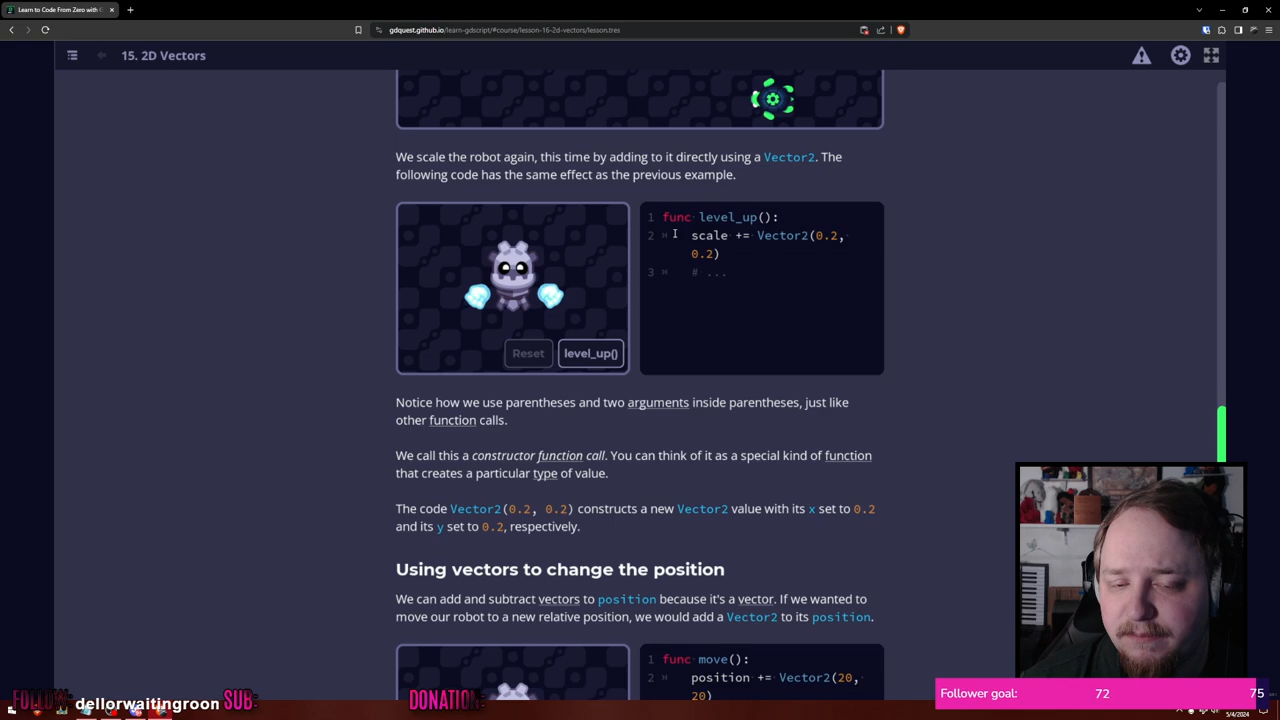 Learn to Code From Zero with
gdquest.github.io/learn-gdscript/#course/lesson-16-2d-vectors/lesson.tres
15. 2D Vectors
We scale the robot again, this time by adding to it directly using a Vector2. The
following code has the same effect as the previous example.
1 func level_up():
2 scale += Vector2(0.2,
0.2)
3 # ...
Reset level_up()
Notice how we use parentheses and two arguments inside parentheses, just like
other function calls.
We call this a constructor function call. You can think of it as a special kind of function
that creates a particular type of value.
The code Vector2(0.2, 0.2) constructs a new Vector2 value with its x set to 0.2
and its y set to 0.2, respectively.
Using vectors to change the position
We can add and subtract vectors to position because it's a vector. If we wanted to
move our robot to a new relative position, we would add a Vector2 to its position.
1 func move():
2 position += Vector2(20,
20)
Follower goal: 72 75
FOLLOW: dellorwaitingroon SUB: DONATION:
5/4/2024